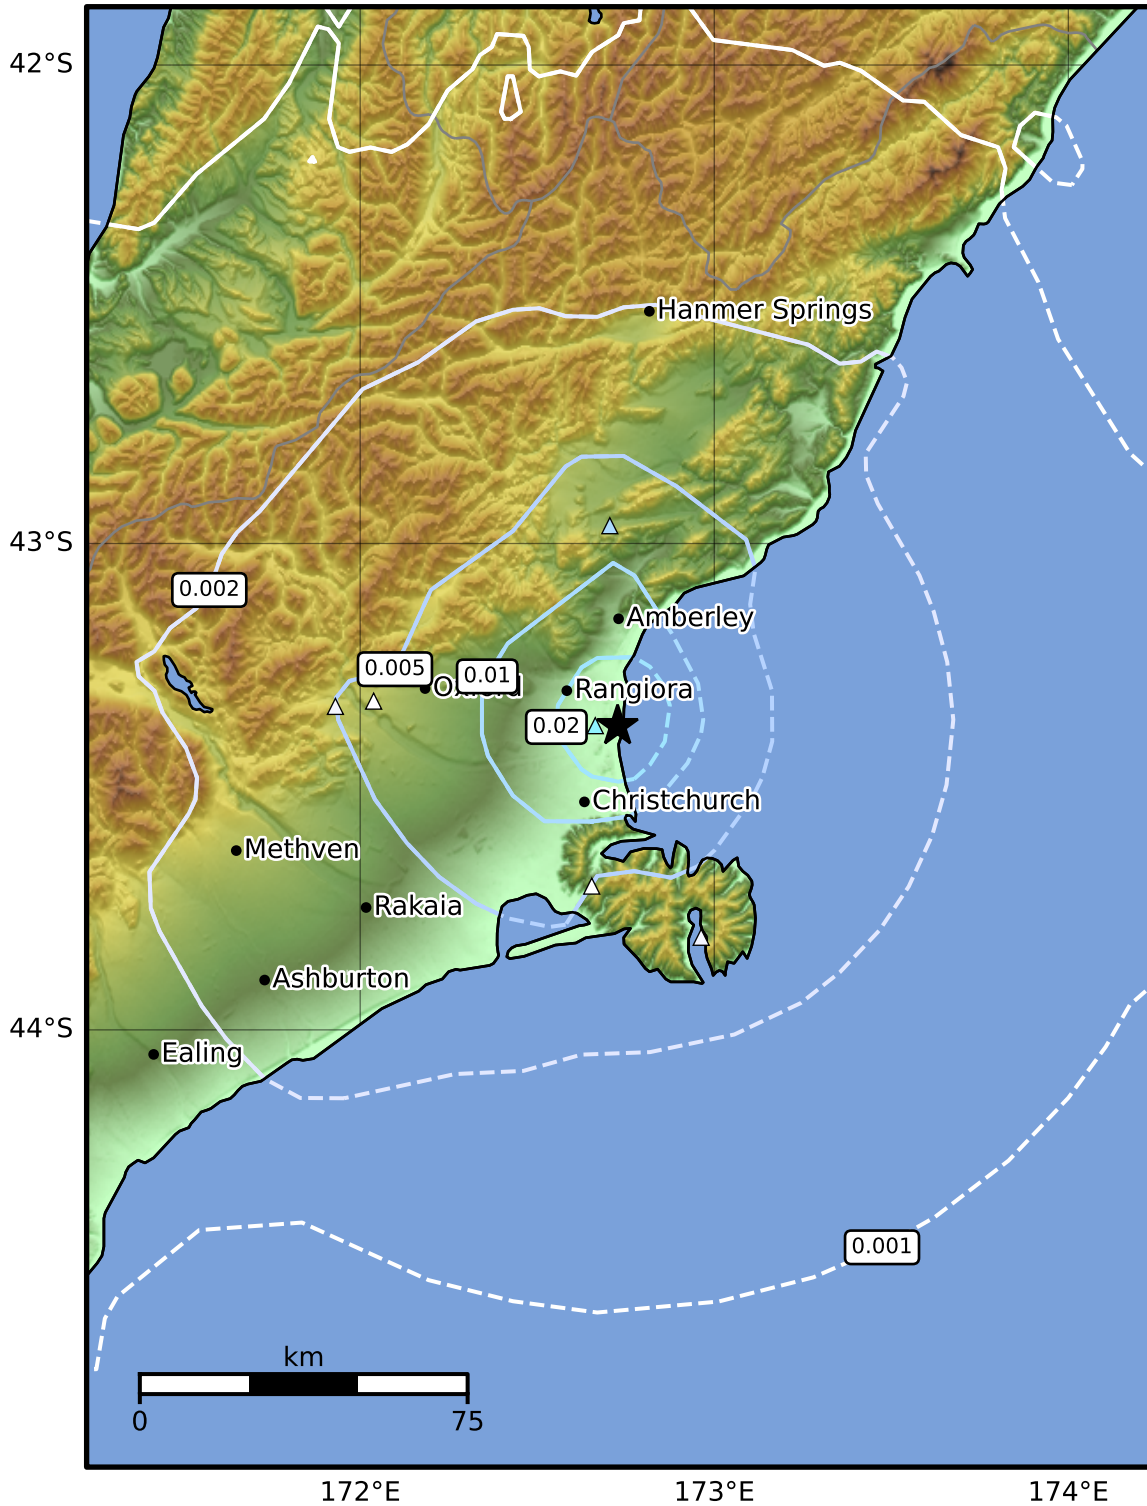 42°S
Hanmer Springs
43°S
0.002
Amberley
0.005
0.01
Rangiora
0.02
Christchurch
Methven
Rakaia
Ashburton
44°S
Ealing
0.001
km
0
75
172°E
173°E
174°E